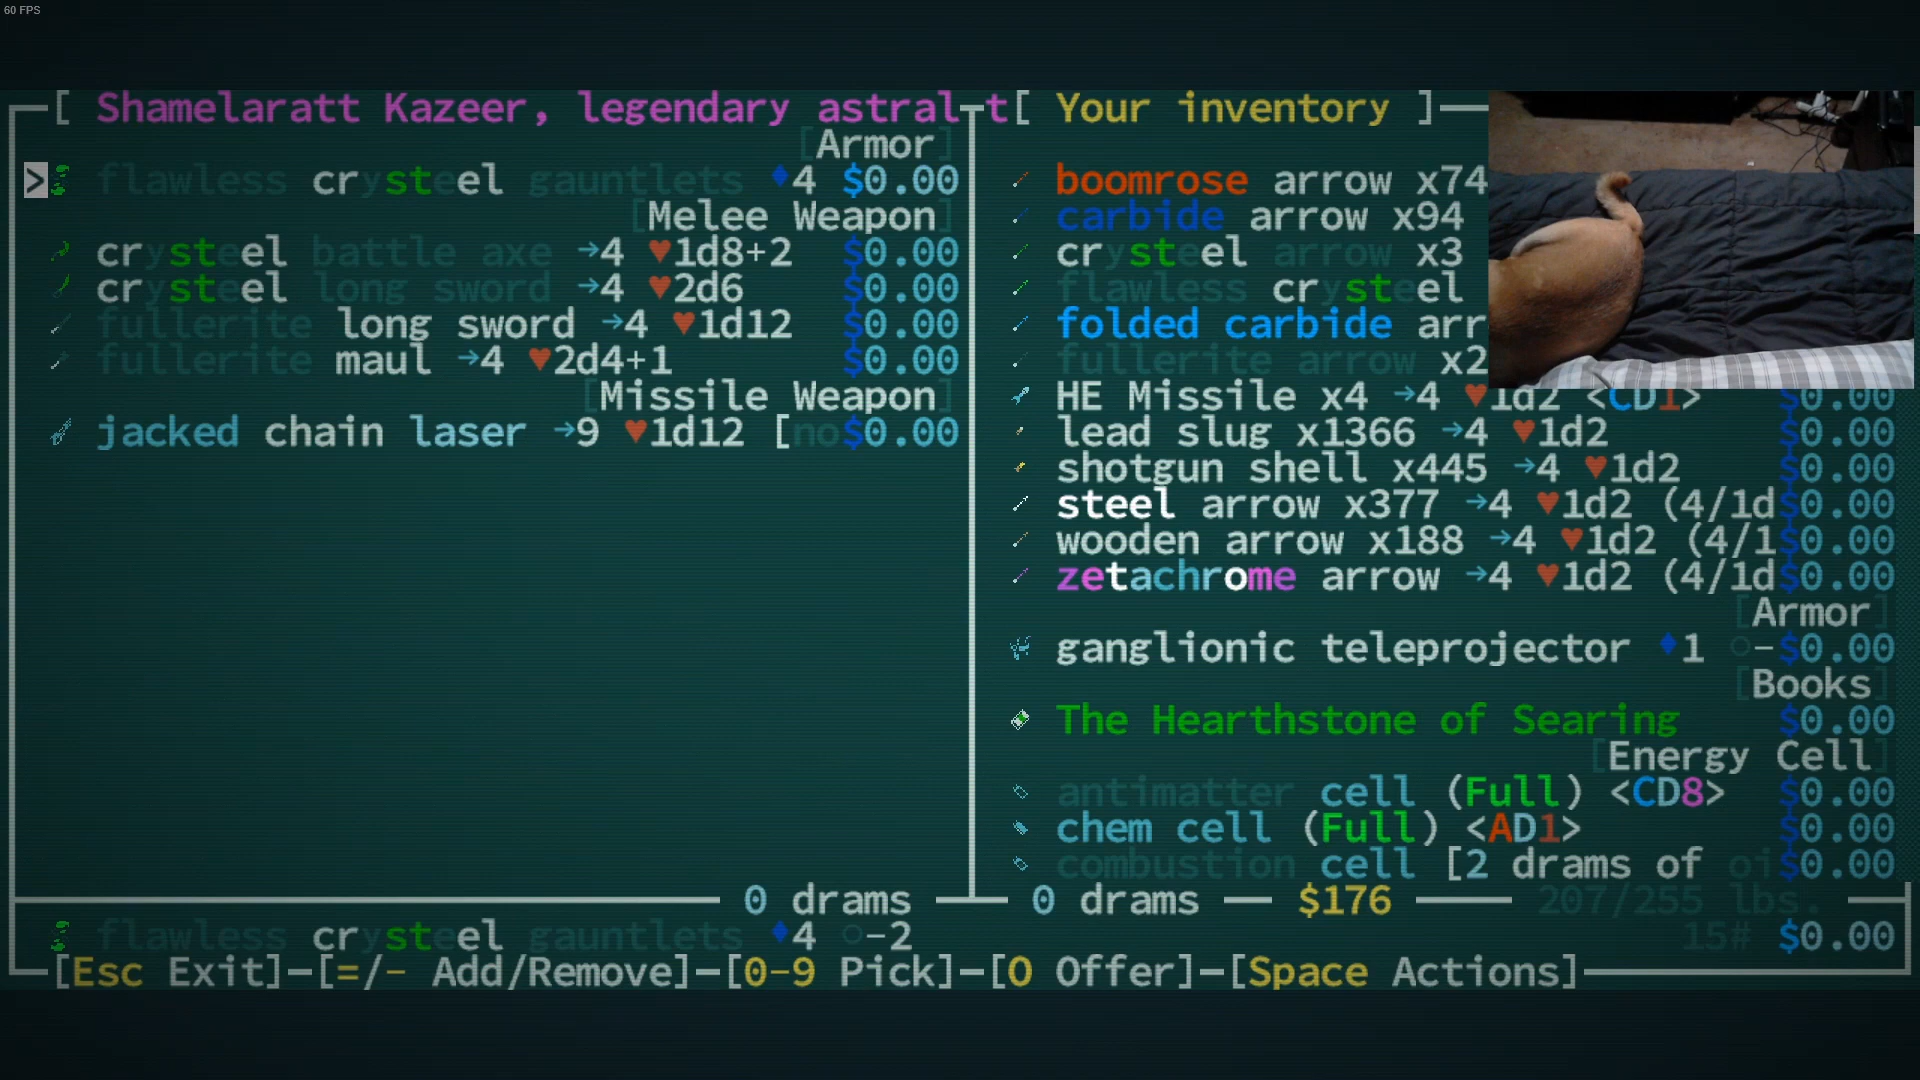 60 FPS
[ Shamelaratt Kazeer, legendary astral t[ Your inventory ]
[Armor]
> flawless crysteel gauntlets ♦4 $0.00
[Melee Weapon]
crysteel battle axe →4 ♥1d8+2 $0.00
crysteel long sword →4 ♥2d6 $0.00
fullerite long sword →4 ♥1d12 $0.00
fullerite maul →4 ♥2d4+1 $0.00
[Missile Weapon]
jacked chain laser →9 ♥1d12 [no$0.00
0 drams
boomrose arrow x74
carbide arrow x94
crysteel arrow x3
flawless crysteel
folded carbide arr
fullerite arrow x2
HE Missile x4 →4 ♥1d2 <CD1> $0.00
lead slug x1366 →4 ♥1d2 $0.00
shotgun shell x445 →4 ♥1d2 $0.00
steel arrow x377 →4 ♥1d2 (4/1d$0.00
wooden arrow x188 →4 ♥1d2 (4/1$0.00
zetachrome arrow →4 ♥1d2 (4/1d$0.00
[Armor]
ganglionic teleprojector ♦1 ○-$0.00
[Books]
The Hearthstone of Searing $0.00
[Energy Cell]
antimatter cell (Full) <CD8> $0.00
chem cell (Full) <AD1> $0.00
combustion cell [2 drams of oi$0.00
0 drams — $176 — 207/255 lbs.
flawless crysteel gauntlets ♦4 ○-2 15# $0.00
[Esc Exit]—[=/- Add/Remove]—[0-9 Pick]—[O Offer]—[Space Actions]